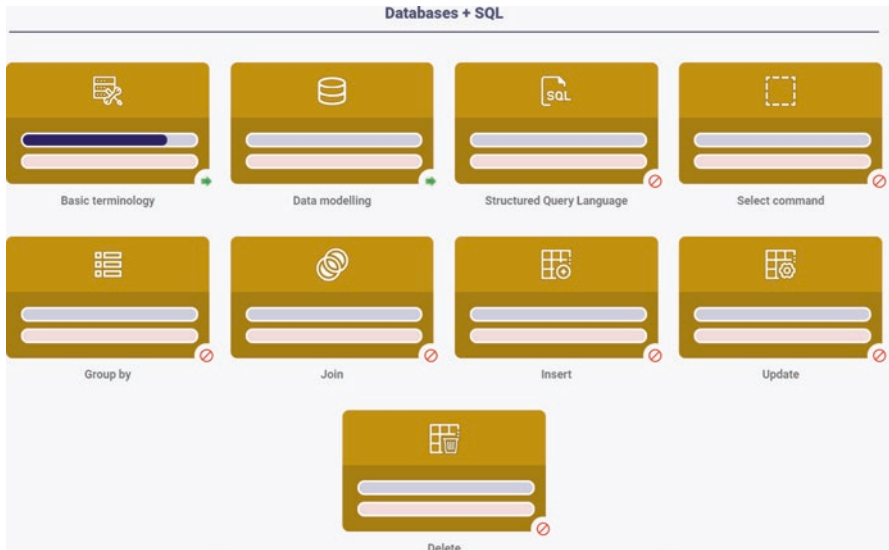 Databases + SQL
SQL
Basic terminology Data modelling Structured Query Language Select command
Group by Join Insert Update
Delete